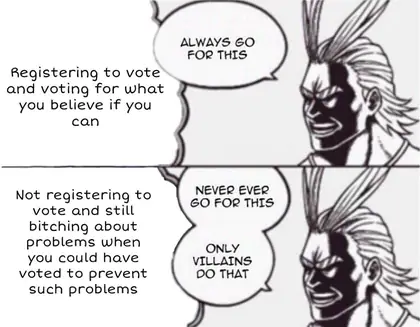 Registering to vote
and voting for what
you believe if you
can
ALWAYS GO
FOR THIS
Not registering to
vote and still
bitching about
problems when
you could have
voted to prevent
such problems
NEVER EVER
GO FOR THIS
ONLY
VILLAINS
DO THAT